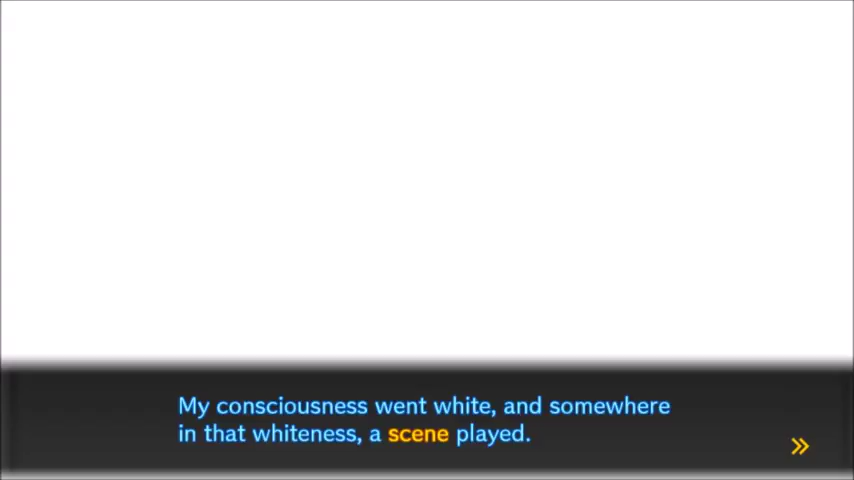 My consciousness went white, and somewhere
in that whiteness, a scene played.